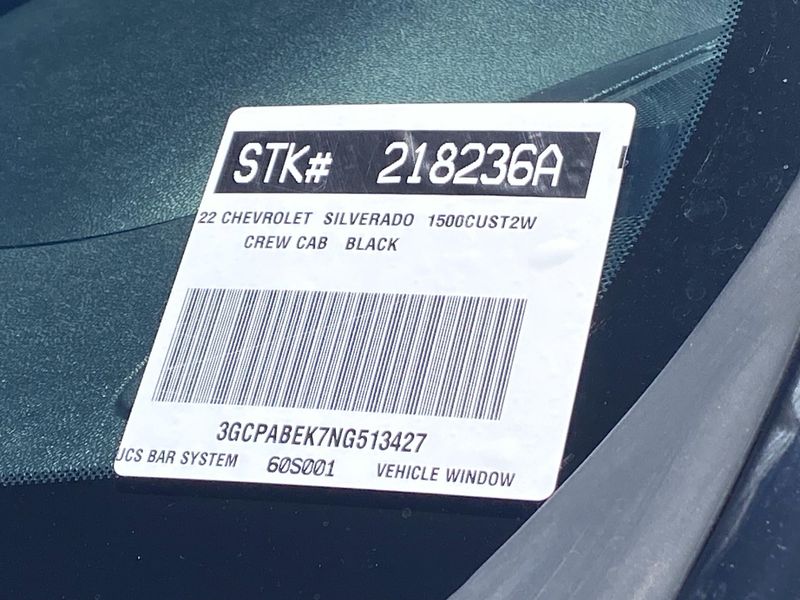 STK# 218236A
22 CHEVROLET SILVERADO 1500CUST2W
CREW CAB BLACK
3GCPABEK7NG513427
UCS BAR SYSTEM 60S001 VEHICLE WINDOW